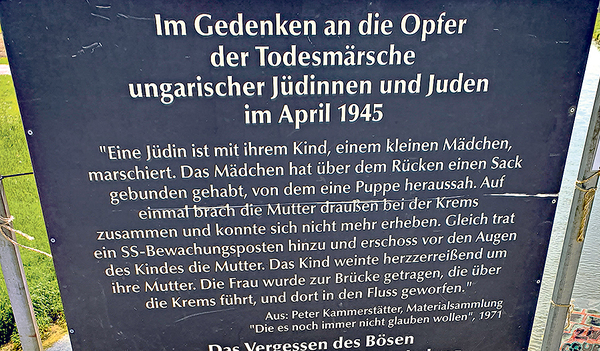 Im Gedenken an die Opfer
der Todesmärsche
ungarischer Jüdinnen und Juden
im April 1945
"Eine Jüdin ist mit ihrem Kind, einem kleinen Mädchen,
marschiert. Das Mädchen hat über dem Rücken einen Sack
gebunden gehabt, von dem eine Puppe heraussah. Auf
einmal brach die Mutter draußen bei der Krems
zusammen und konnte sich nicht mehr erheben. Gleich trat
ein SS-Bewachungsposten hinzu und erschoss vor den Augen
des Kindes die Mutter. Das Kind weinte herzzerreißend um
ihre Mutter. Die Frau wurde zur Brücke getragen, die über
die Krems führt, und dort in den Fluss geworfen."
Aus: Peter Kammerstätter, Materialsammlung
"Die es noch immer nicht glauben wollen", 1971
Das Vergessen des Bösen